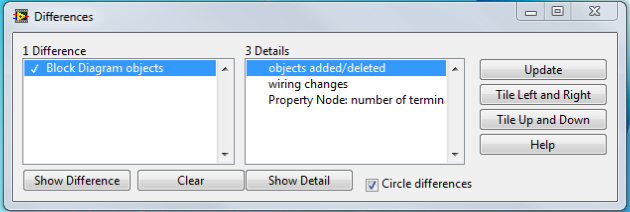 Differences
1 Difference
3 Details
✓ Block Diagram objects
objects added/deleted
wiring changes
Property Node: number of termin
Update
Tile Left and Right
Tile Up and Down
Help
Show Difference
Clear
Show Detail
Circle differences